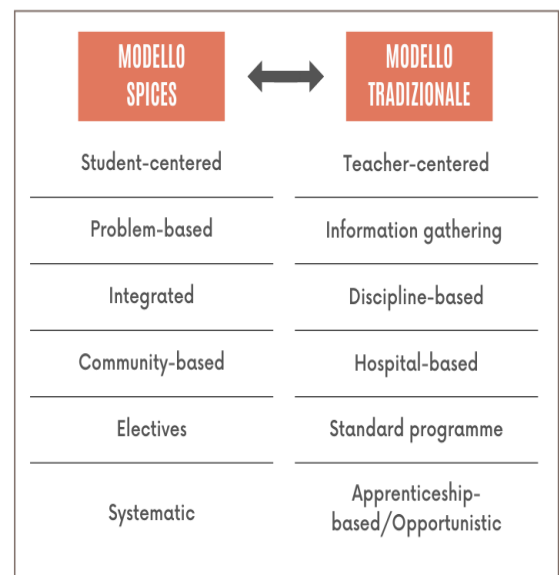 MODELLO
SPICES
MODELLO
TRADIZIONALE
Student-centered
Teacher-centered
Problem-based
Information gathering
Integrated
Discipline-based
Community-based
Hospital-based
Electives
Standard programme
Systematic
Apprenticeship-
based/Opportunistic